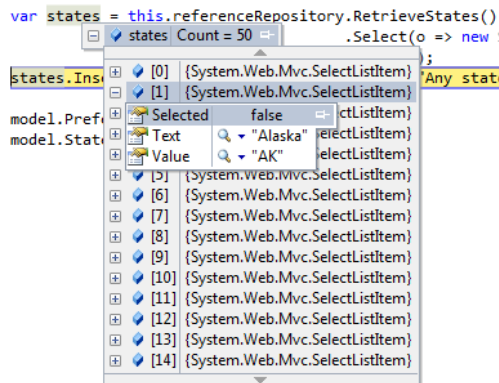 var states = this.referenceRepository.RetrieveStates()
states Count = 50 .Select(o => new
);
states.Inse "Any stat
[0] {System.Web.Mvc.SelectListItem}
[1] {System.Web.Mvc.SelectListItem}
model.Pref Selected false ectListItem}
model.Stat Text "Alaska" ectListItem}
Value "AK" ectListItem}
[5] {System.Web.Mvc.SelectListItem}
[6] {System.Web.Mvc.SelectListItem}
[7] {System.Web.Mvc.SelectListItem}
[8] {System.Web.Mvc.SelectListItem}
[9] {System.Web.Mvc.SelectListItem}
[10] {System.Web.Mvc.SelectListItem}
[11] {System.Web.Mvc.SelectListItem}
[12] {System.Web.Mvc.SelectListItem}
[13] {System.Web.Mvc.SelectListItem}
[14] {System.Web.Mvc.SelectListItem}